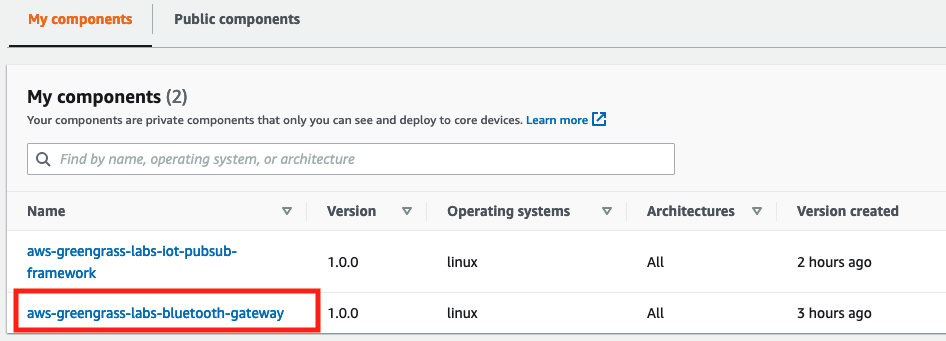 My components Public components
My components (2)
Your components are private components that only you can see and deploy to core devices. Learn more
Find by name, operating system, or architecture
Name Version Operating systems Architectures Version created
aws-greengrass-labs-iot-pubsub-
framework 1.0.0 linux All 2 hours ago
aws-greengrass-labs-bluetooth-gateway 1.0.0 linux All 3 hours ago